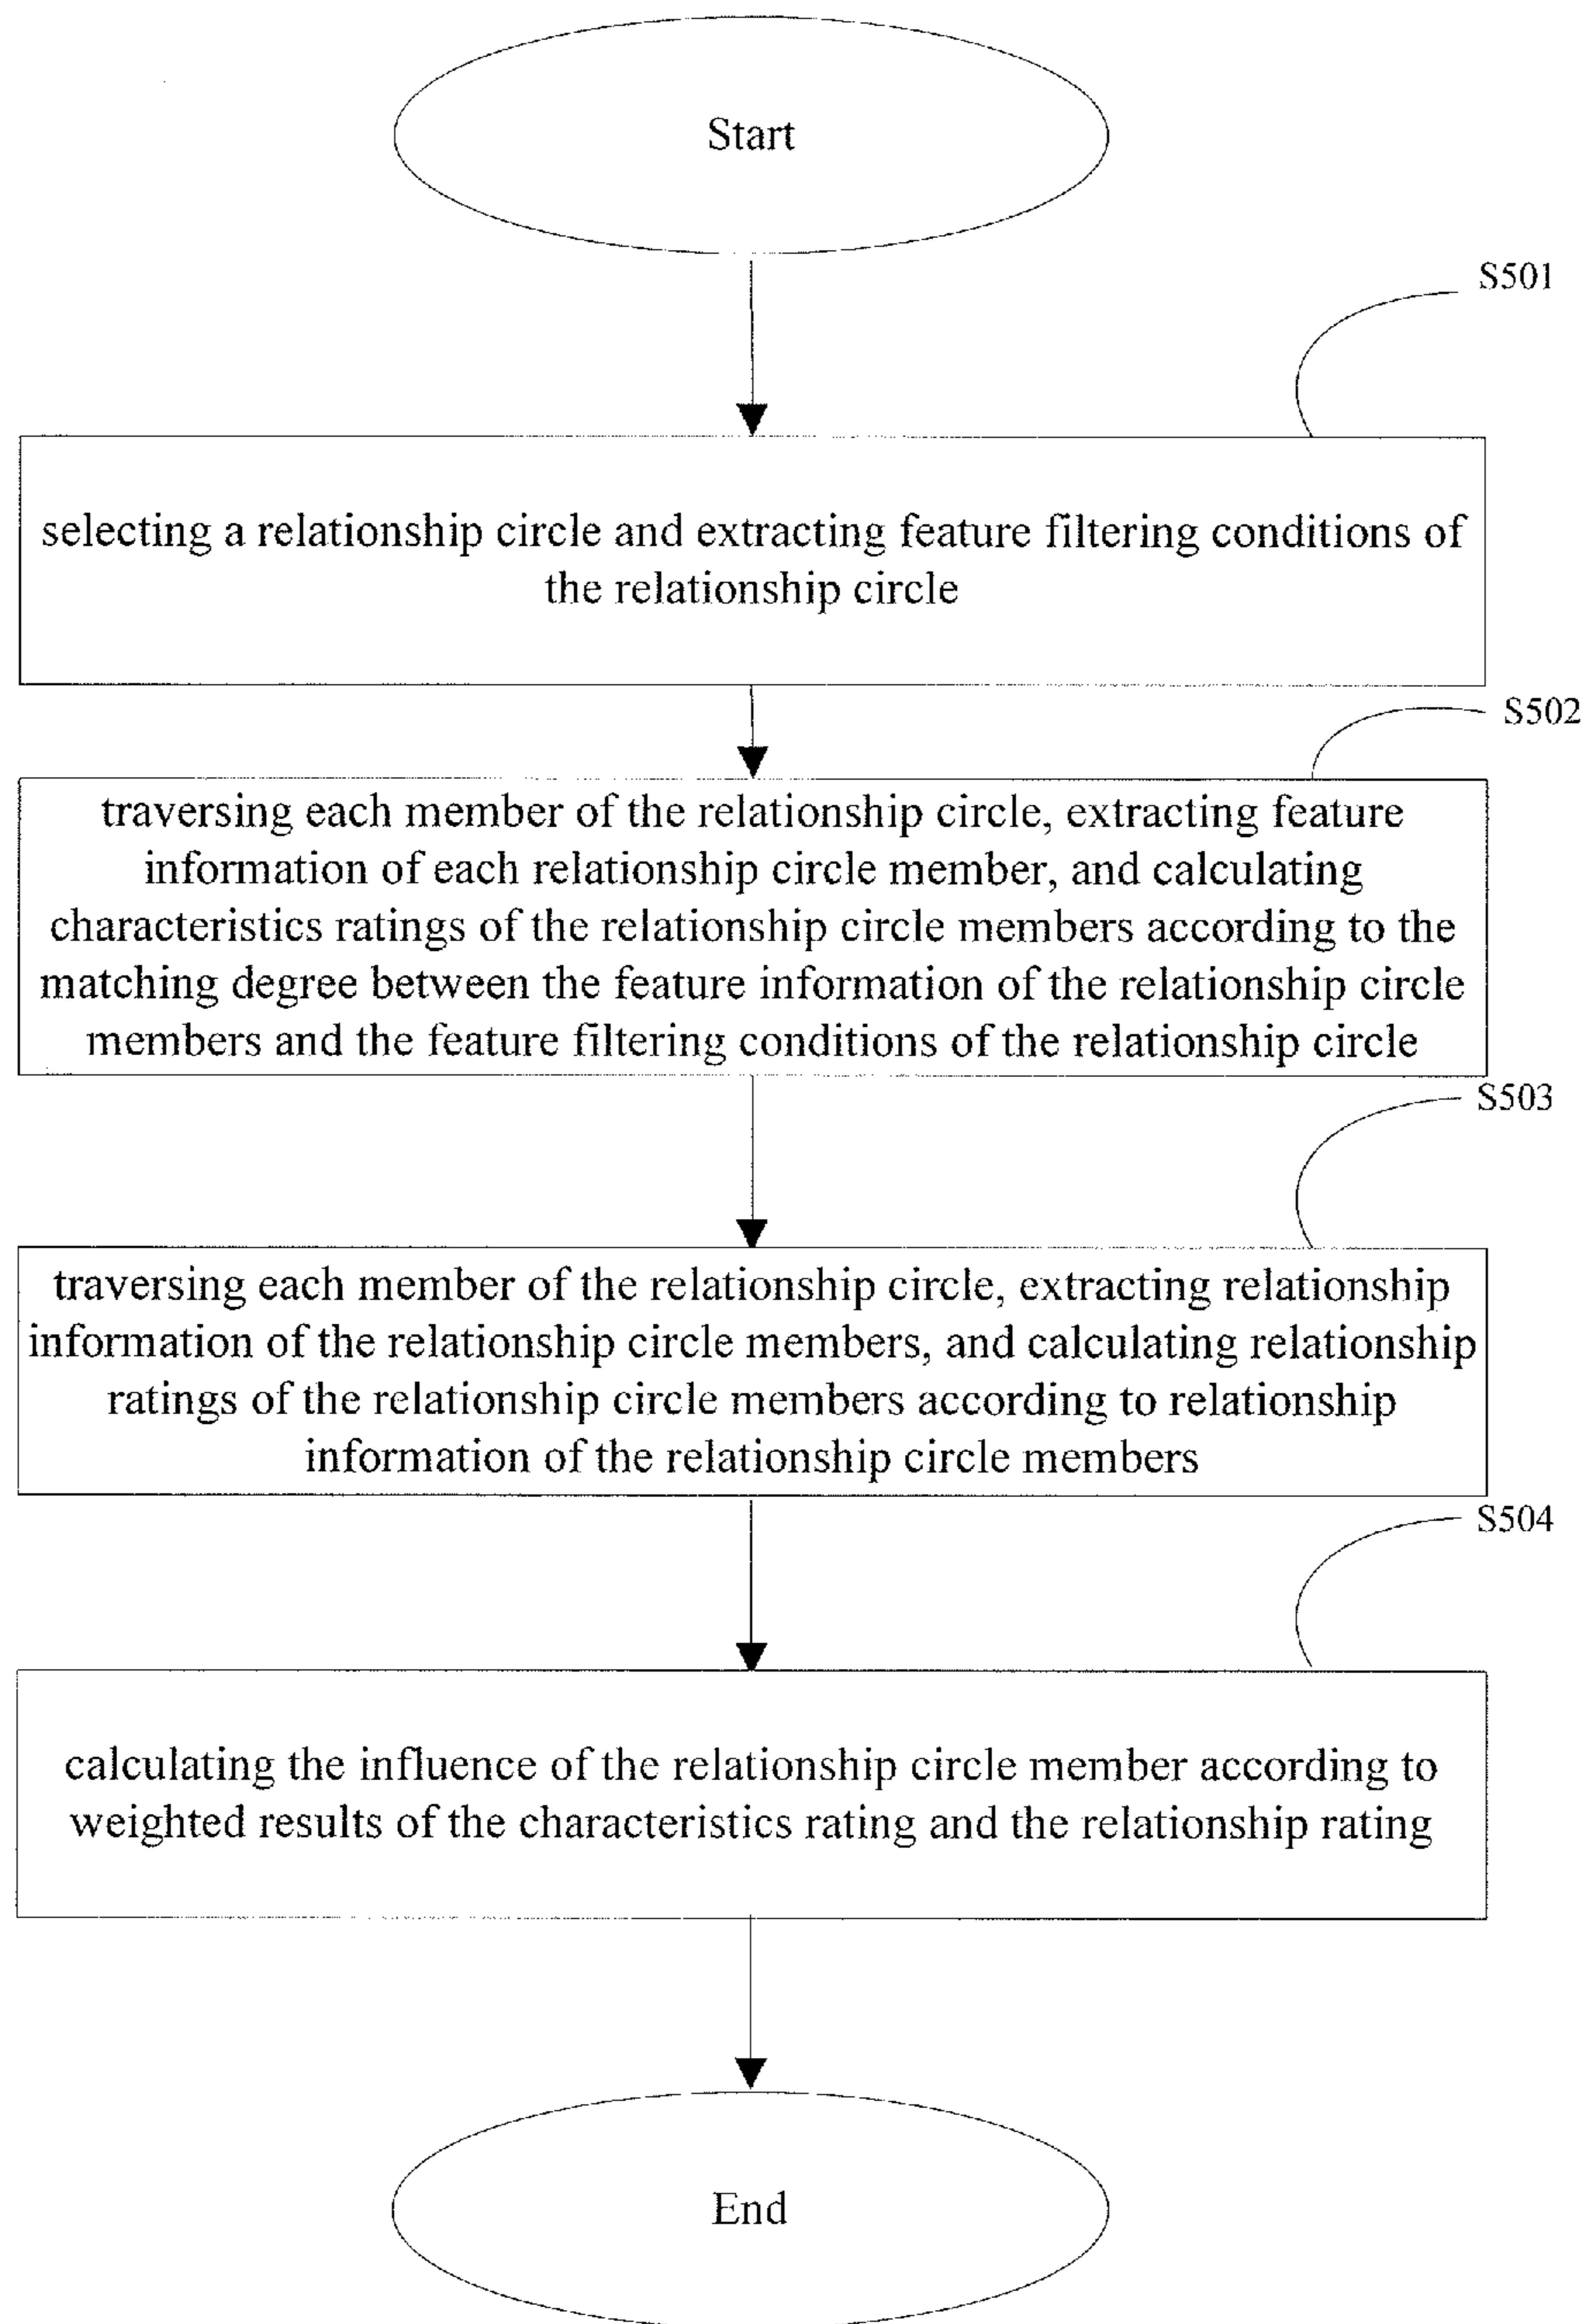 Start
S501
selecting a relationship circle and extracting feature filtering conditions of
the relationship circle
S502
traversing each member of the relationship circle, extracting feature
information of each relationship circle member, and calculating
characteristics ratings of the relationship circle members according to the
matching degree between the feature information of the relationship circle
members and the feature filtering conditions of the relationship circle
S503
traversing each member of the relationship circle, extracting relationship
information of the relationship circle members, and calculating relationship
ratings of the relationship circle members according to relationship
information of the relationship circle members
S504
calculating the influence of the relationship circle member according to
weighted results of the characteristics rating and the relationship rating
End